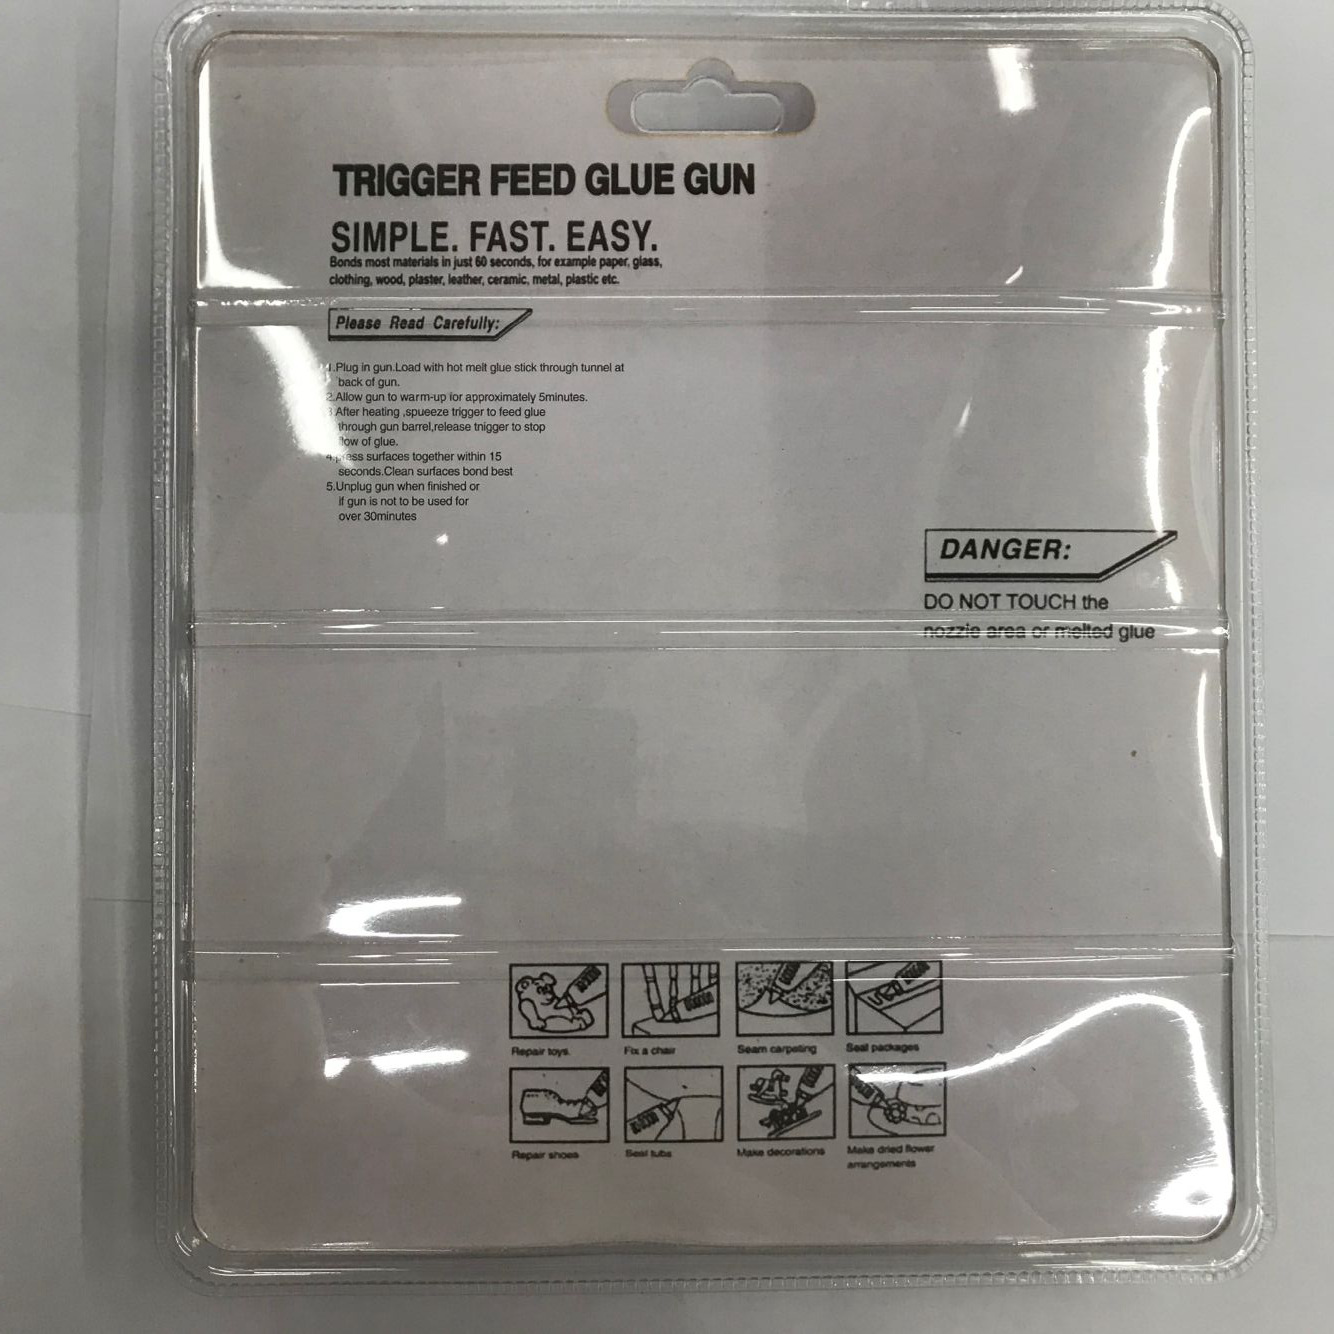 TRIGGER FEED GLUE GUN
SIMPLE. FAST. EASY.
Bonds most materials in just 60 seconds, for example paper, glass,
clothing, wood, plaster, leather, ceramic, metal, plastic etc.
Please Read Carefully:
1.Plug in gun.Load with hot melt glue stick through tunnel at
back of gun.
2.Allow gun to warm-up ior approximately 5minutes.
3 After heating ,spueeze trigger to feed glue
through gun barrel,release tnigger to stop
flow of glue.
4.press surfaces together within 15
seconds.Clean surfaces bond best
5.Unplug gun when finished or
if gun is not to be used for
over 30minutes
DANGER:
DO NOT TOUCH the
nozzie area or melted glue
Repair toys.
Fix a chair
Seam carpeting
Seal packages
Repair shoes
Seal tubs
Make decorations
Make dried flower
arrangements